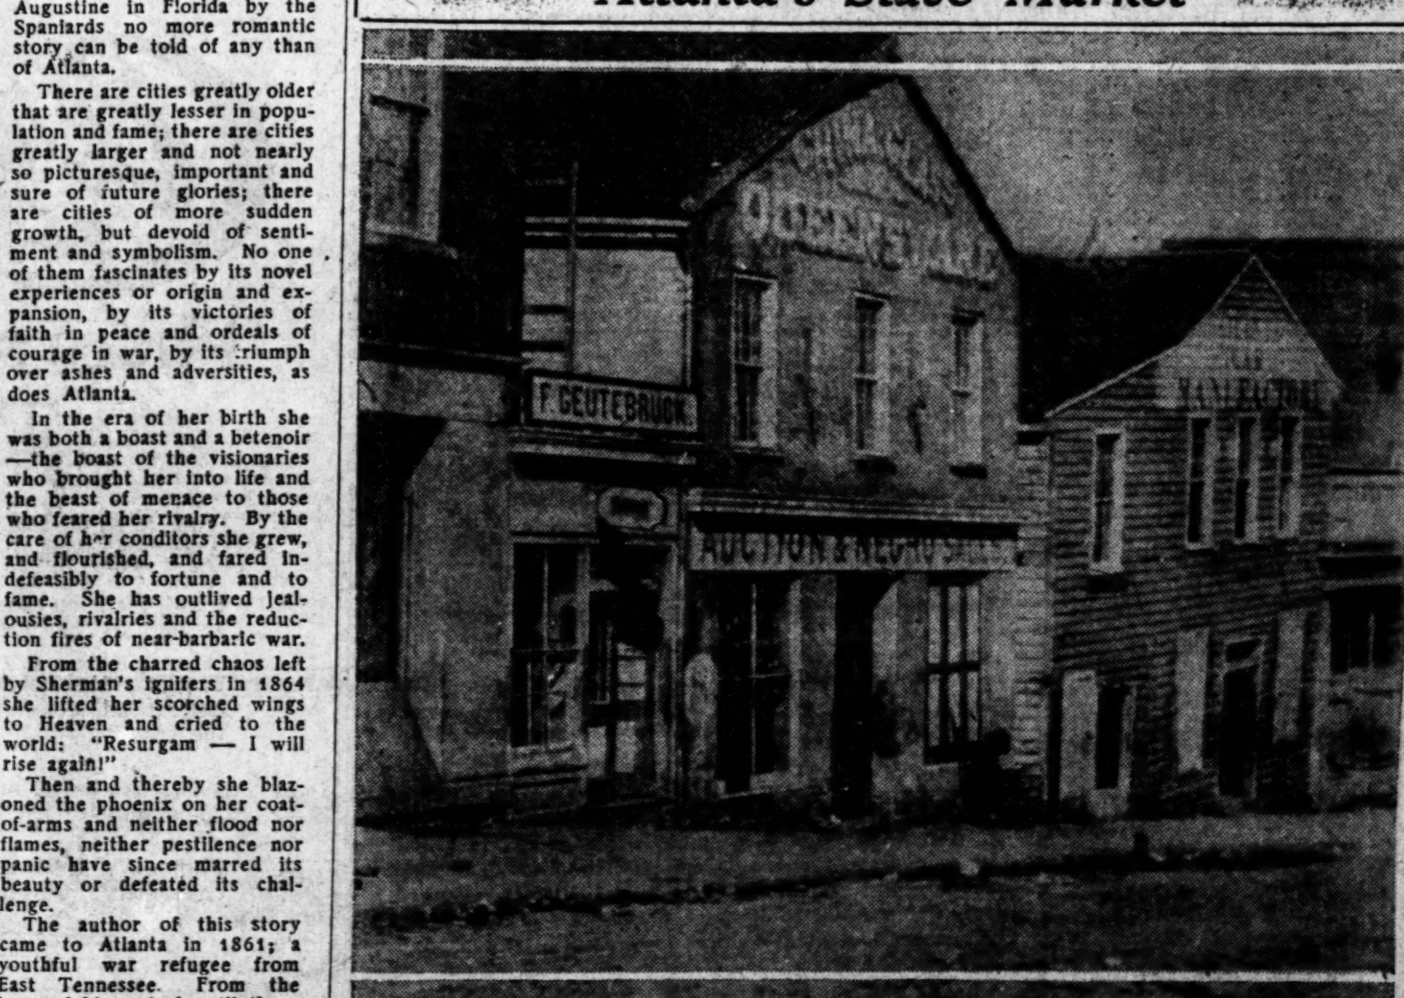 Augustine in Florida by the
Spaniards no more romantic
story can be told of any than
of Atlanta.
There are cities greatly older
that are greatly lesser in popu-
lation and fame; there are cities
greatly larger and not nearly
so picturesque, important and
sure of future glories; there
are cities of more sudden
growth, but devoid of senti-
ment and symbolism. No one
of them fascinates by its novel
experiences or origin and ex-
pansion, by its victories of
faith in peace and ordeals of
courage in war, by its triumph
over ashes and adversities, as
does Atlanta.
In the era of her birth she
was both a boast and a betenoir
—the boast of the visionaries
who brought her into life and
the beast of menace to those
who feared her rivalry. By the
care of her conditors she grew,
and flourished, and fared in-
defeasibly to fortune and to
fame. She has outlived jeal-
ousies, rivalries and the reduc-
tion fires of near-barbaric war.
From the charred chaos left
by Sherman's ignifers in 1864
she lifted her scorched wings
to Heaven and cried to the
world: "Resurgam — I will
rise again!"
Then and thereby she blaz-
oned the phoenix on her coat-
of-arms and neither flood nor
flames, neither pestilence nor
panic have since marred its
beauty or defeated its chal-
lenge.
The author of this story
came to Atlanta in 1861; a
youthful war refugee from
East Tennessee. From the
Atlanta's Slave Market
CHINA GLASS
QUEENSWARE
F. GEUTEBRUCK.
AUCTION & NEGRO SALES
MANUFACTORY